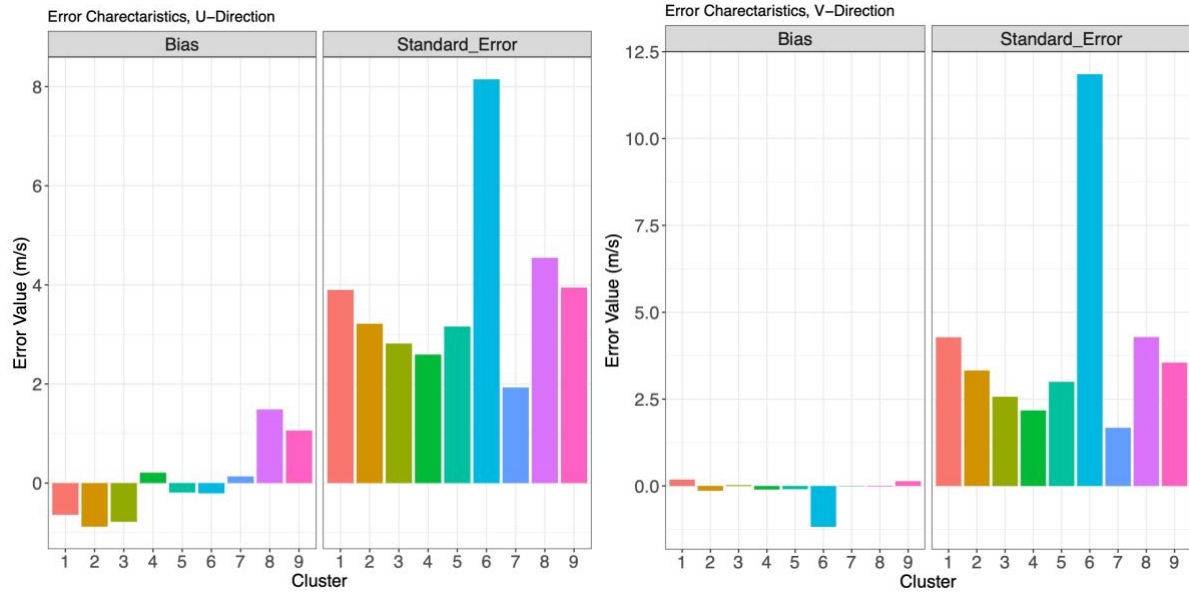 Error Charectaristics, U−Direction
Bias
Standard_Error
8
6
4
2
0
Error Value (m/s)
1 2 3 4 5 6 7 8 9
1 2 3 4 5 6 7 8 9
Cluster
Error Charectaristics, V−Direction
Bias
Standard_Error
12.5
10.0
7.5
5.0
2.5
0.0
Error Value (m/s)
1 2 3 4 5 6 7 8 9
1 2 3 4 5 6 7 8 9
Cluster